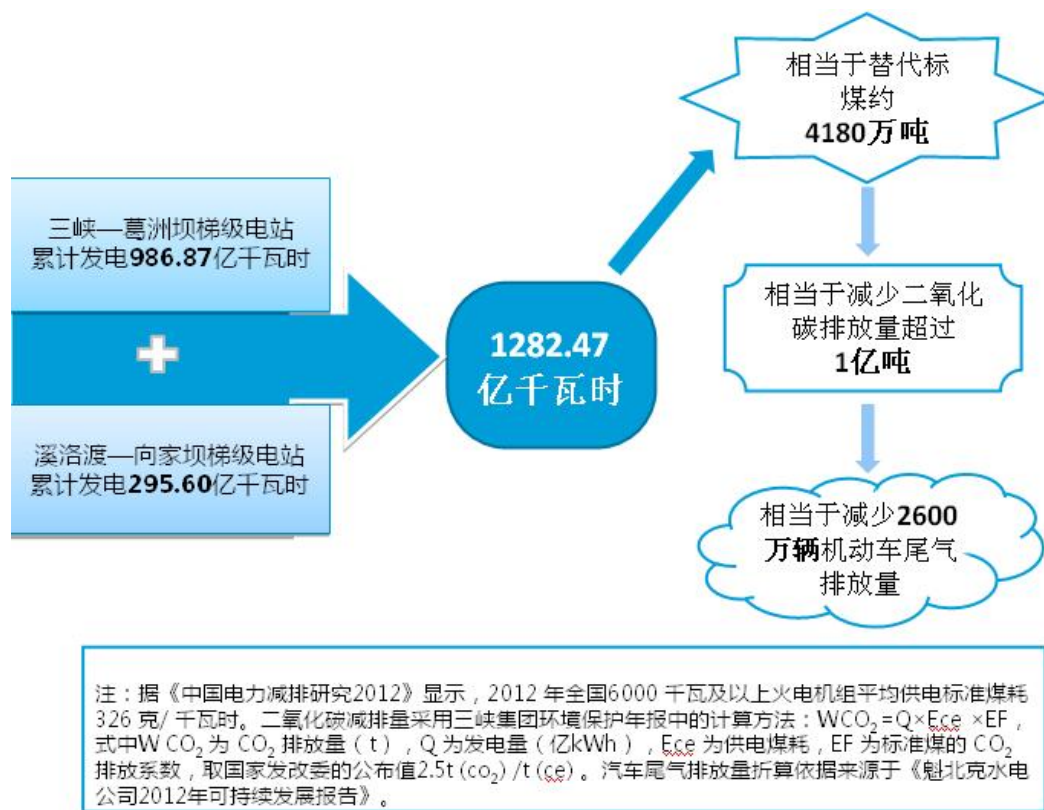 三峡—葛洲坝梯级电站
累计发电986.87亿千瓦时
溪洛渡—向家坝梯级电站
累计发电295.60亿千瓦时
1282.47
亿千瓦时
相当于替代标
煤约
4180万吨
相当于减少二氧化
碳排放量超过
1亿吨
相当于减少2600
万辆机动车尾气
排放量
注：据《中国电力减排研究2012》显示，2012 年全国6000 千瓦及以上火电机组平均供电标准煤耗
326 克/ 千瓦时。二氧化碳减排量采用三峡集团环境保护年报中的计算方法：WCO₂=Q×Ece ×EF，
式中W CO₂ 为 CO₂ 排放量（t），Q 为发电量（亿kWh），Ece 为供电煤耗，EF 为标准煤的 CO₂
排放系数，取国家发改委的公布值2.5t (co₂) /t (ce) 。汽车尾气排放量折算依据来源于《魁北克水电
公司2012年可持续发展报告》。